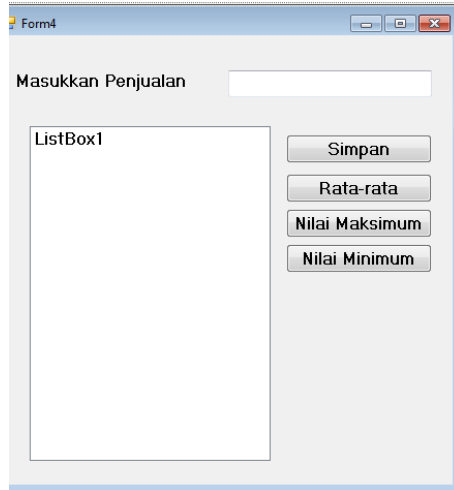 Form4
Masukkan Penjualan
ListBox1
Simpan
Rata-rata
Nilai Maksimum
Nilai Minimum